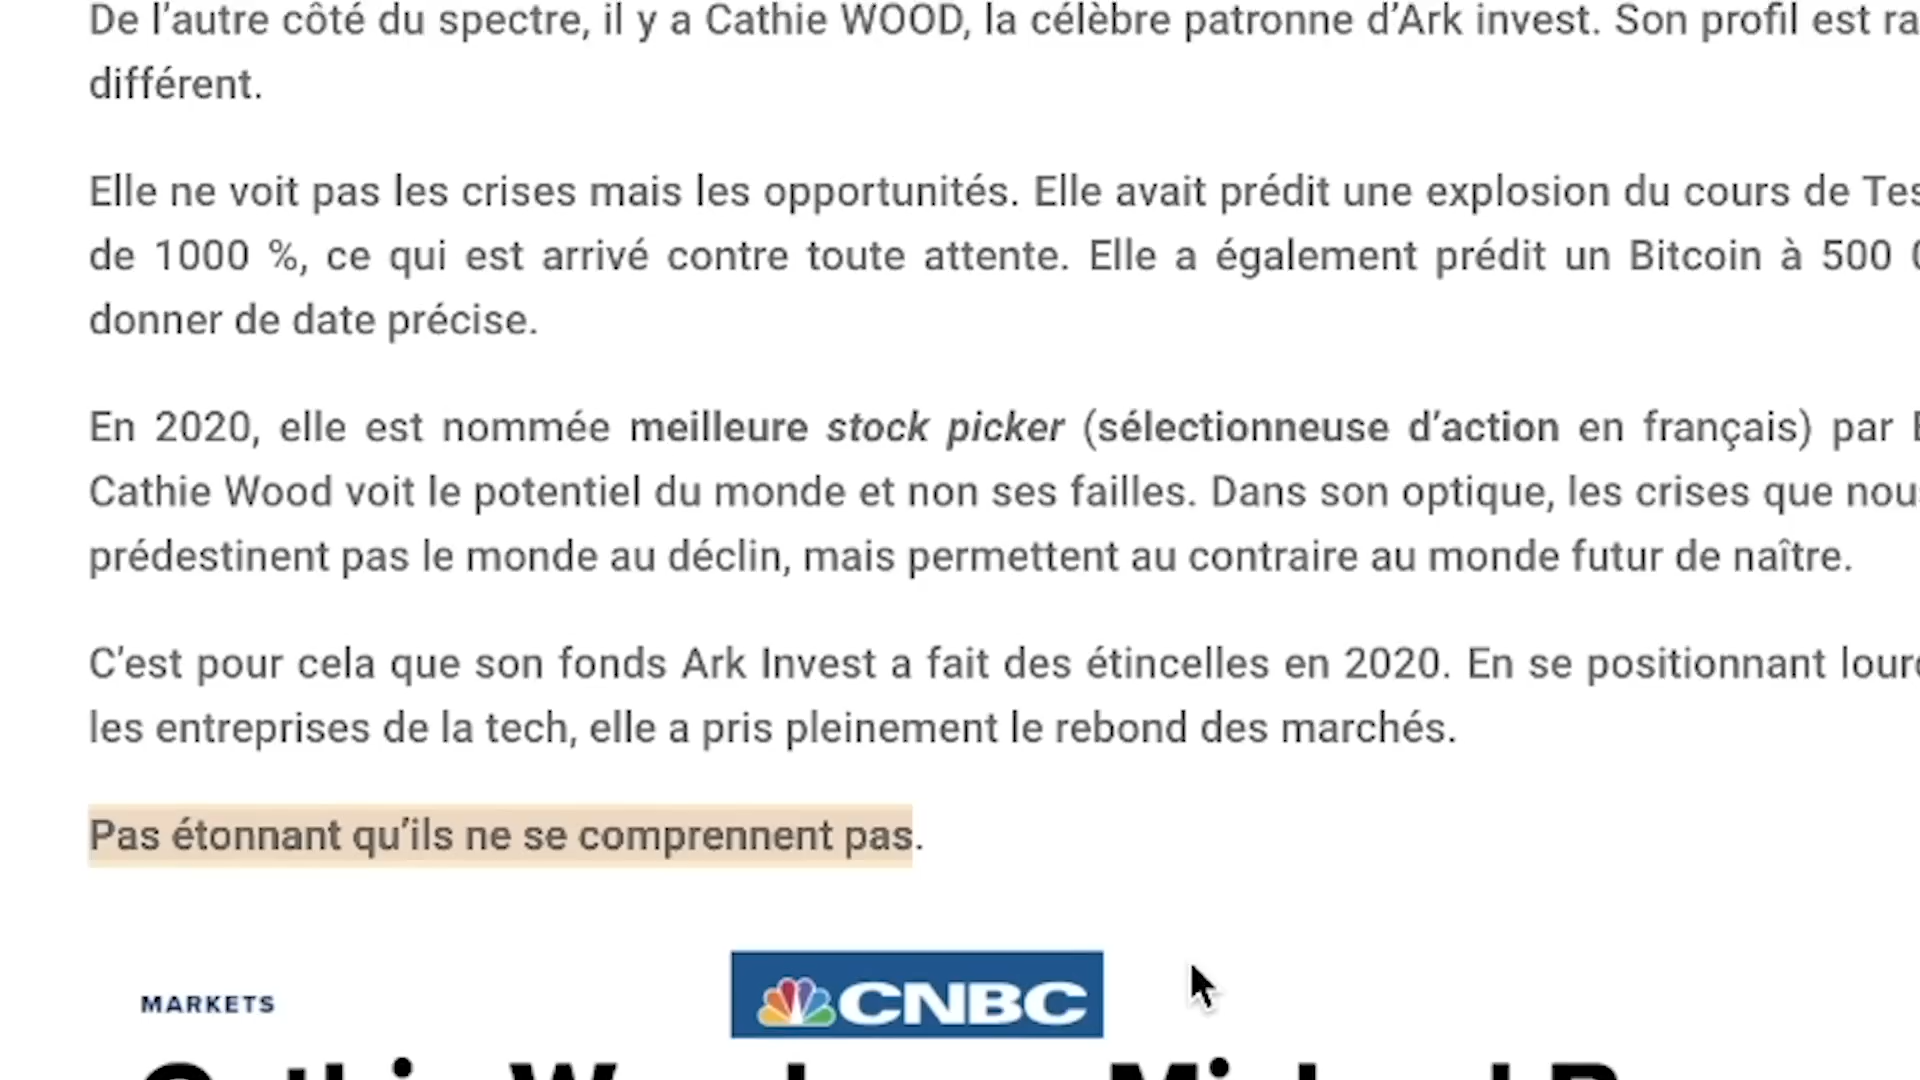 De l’autre côté du spectre, il y a Cathie WOOD, la célèbre patronne d’Ark invest. Son profil est
différent.
Elle ne voit pas les crises mais les opportunités. Elle avait prédit une explosion du cours de
de 1000 %, ce qui est arrivé contre toute attente. Elle a également prédit un Bitcoin à 500
donner de date précise.
En 2020, elle est nommée meilleure stock picker (sélectionneuse d’action en français) par
Cathie Wood voit le potentiel du monde et non ses failles. Dans son optique, les crises que
prédestinent pas le monde au déclin, mais permettent au contraire au monde futur de naître.
C’est pour cela que son fonds Ark Invest a fait des étincelles en 2020. En se positionnant
les entreprises de la tech, elle a pris pleinement le rebond des marchés.
Pas étonnant qu’ils ne se comprennent pas.
CNBC
MARKETS